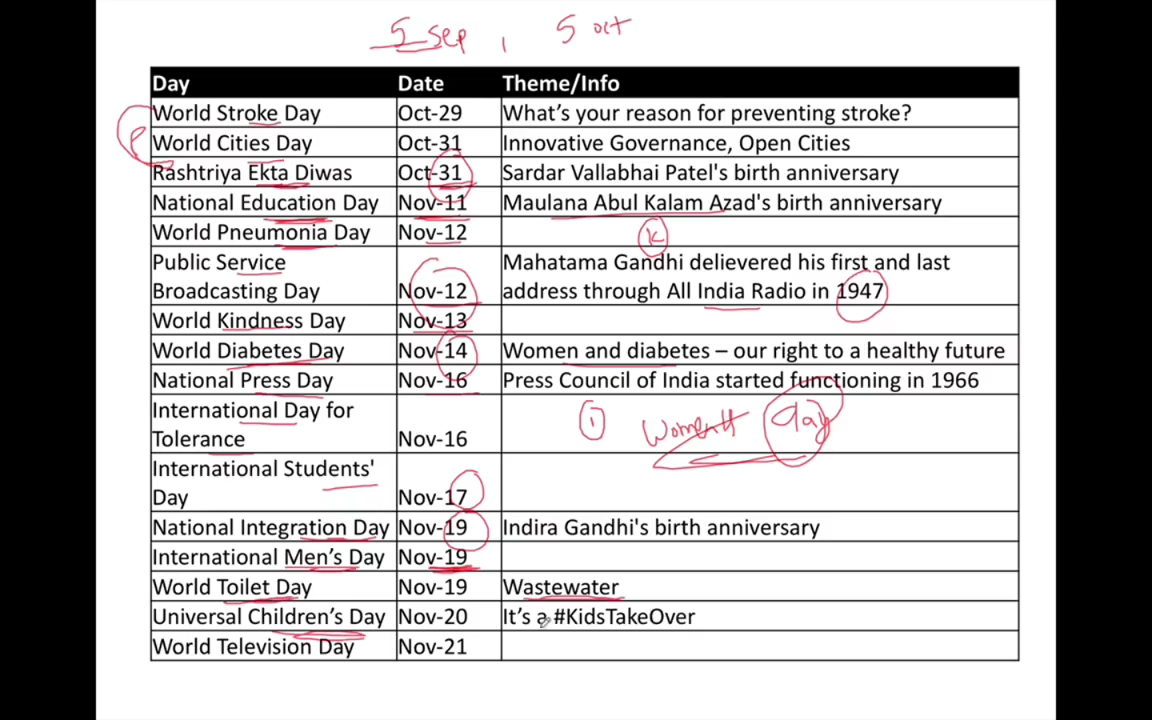 5 Sep , 5 oct
Day Date Theme/Info
World Stroke Day Oct-29 What's your reason for preventing stroke?
World Cities Day Oct-31 Innovative Governance, Open Cities
Rashtriya Ekta Diwas Oct-31 Sardar Vallabhai Patel's birth anniversary
National Education Day Nov-11 Maulana Abul Kalam Azad's birth anniversary
World Pneumonia Day Nov-12
K
Public Service Mahatama Gandhi delievered his first and last
Broadcasting Day Nov-12 address through All India Radio in 1947
World Kindness Day Nov-13
World Diabetes Day Nov-14 Women and diabetes – our right to a healthy future
National Press Day Nov-16 Press Council of India started functioning in 1966
International Day for
Tolerance Nov-16
1 day
International Students'
Day Nov-17
National Integration Day Nov-19 Indira Gandhi's birth anniversary
International Men's Day Nov-19
World Toilet Day Nov-19 Wastewater
Universal Children's Day Nov-20 It's a #KidsTakeOver
World Television Day Nov-21